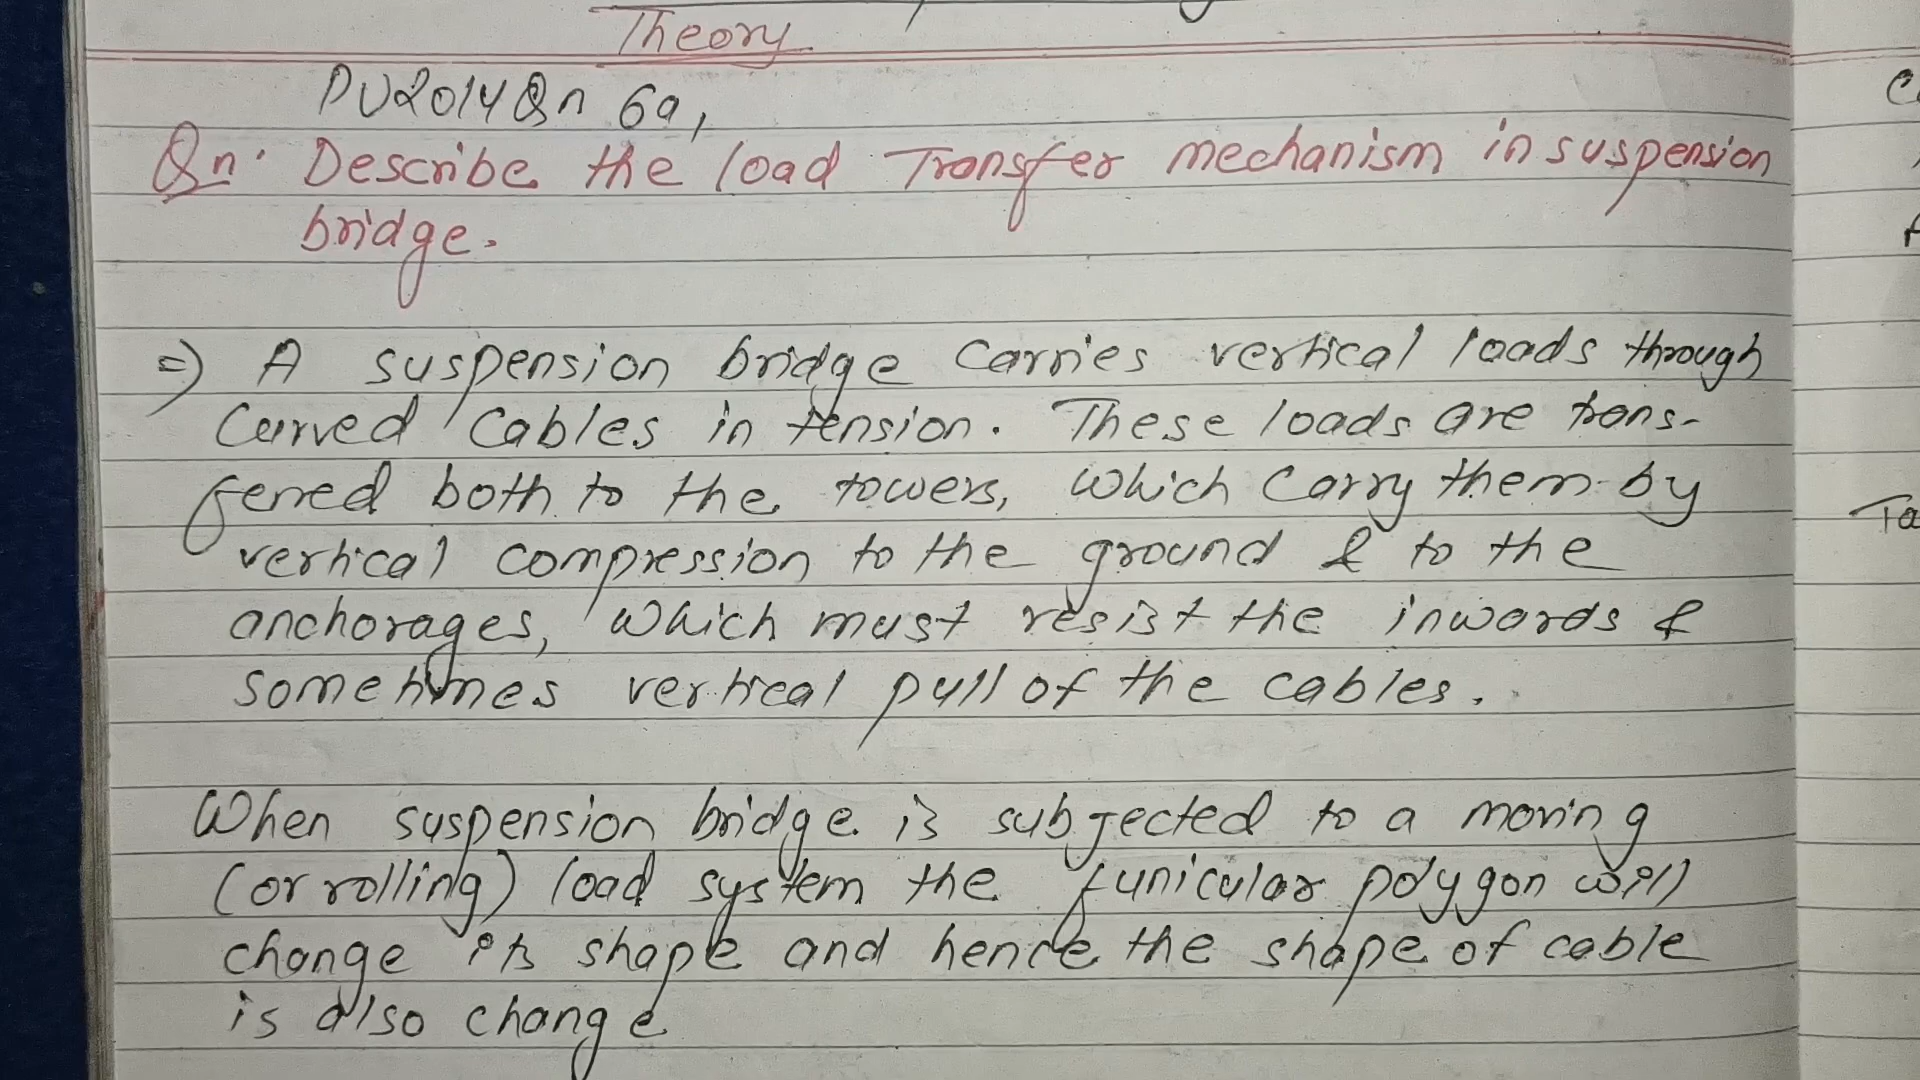 Theory
PU2014 Qn 6a,
Qn. Describe the load Transfer mechanism in suspension
bridge.
=> A suspension bridge carries vertical loads through
Curved cables in tension. These loads are trans-
ferred both to the towers, which carry them by
vertical compression to the ground & to the
anchorages, which must resist the inwards &
sometimes vertical pull of the cables.
When suspension bridge is subjected to a moving
(or rolling) load system the funicular polygon will
change its shape and hence the shape of cable
is also change
Ta